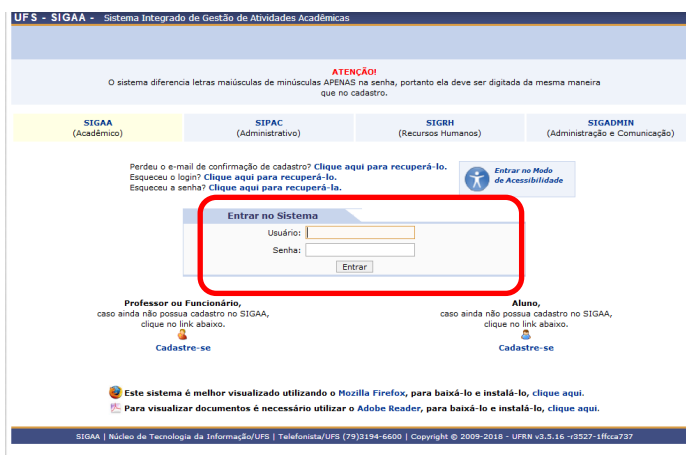 UFS - SIGAA - Sistema Integrado de Gestão de Atividades Acadêmicas
ATENÇÃO!
O sistema diferencia letras maiúsculas de minúsculas APENAS na senha, portanto ela deve ser digitada da mesma maneira
que no cadastro.
SIGAA
(Acadêmico)
SIPAC
(Administrativo)
SIGRH
(Recursos Humanos)
SIGADMIN
(Administração e Comunicação)
Perdeu o e-mail de confirmação de cadastro? Clique aqui para recuperá-lo.
Esqueceu o login? Clique aqui para recuperá-lo.
Esqueceu a senha? Clique aqui para recuperá-la.
Entrar no Modo
de Acessibilidade
Entrar no Sistema
Usuário:
Senha:
Entrar
Professor ou Funcionário,
caso ainda não possua cadastro no SIGAA,
clique no link abaixo.
Cadastre-se
Aluno,
caso ainda não possua cadastro no SIGAA,
clique no link abaixo.
Cadastre-se
Este sistema é melhor visualizado utilizando o Mozilla Firefox, para baixá-lo e instalá-lo, clique aqui.
Para visualizar documentos é necessário utilizar o Adobe Reader, para baixá-lo e instalá-lo, clique aqui.
SIGAA | Núcleo de Tecnologia da Informação/UFS | Telefonista/UFS (79)3194-6600 | Copyright © 2009-2018 - UFRN v3.5.16 -r3527-1ffcca737